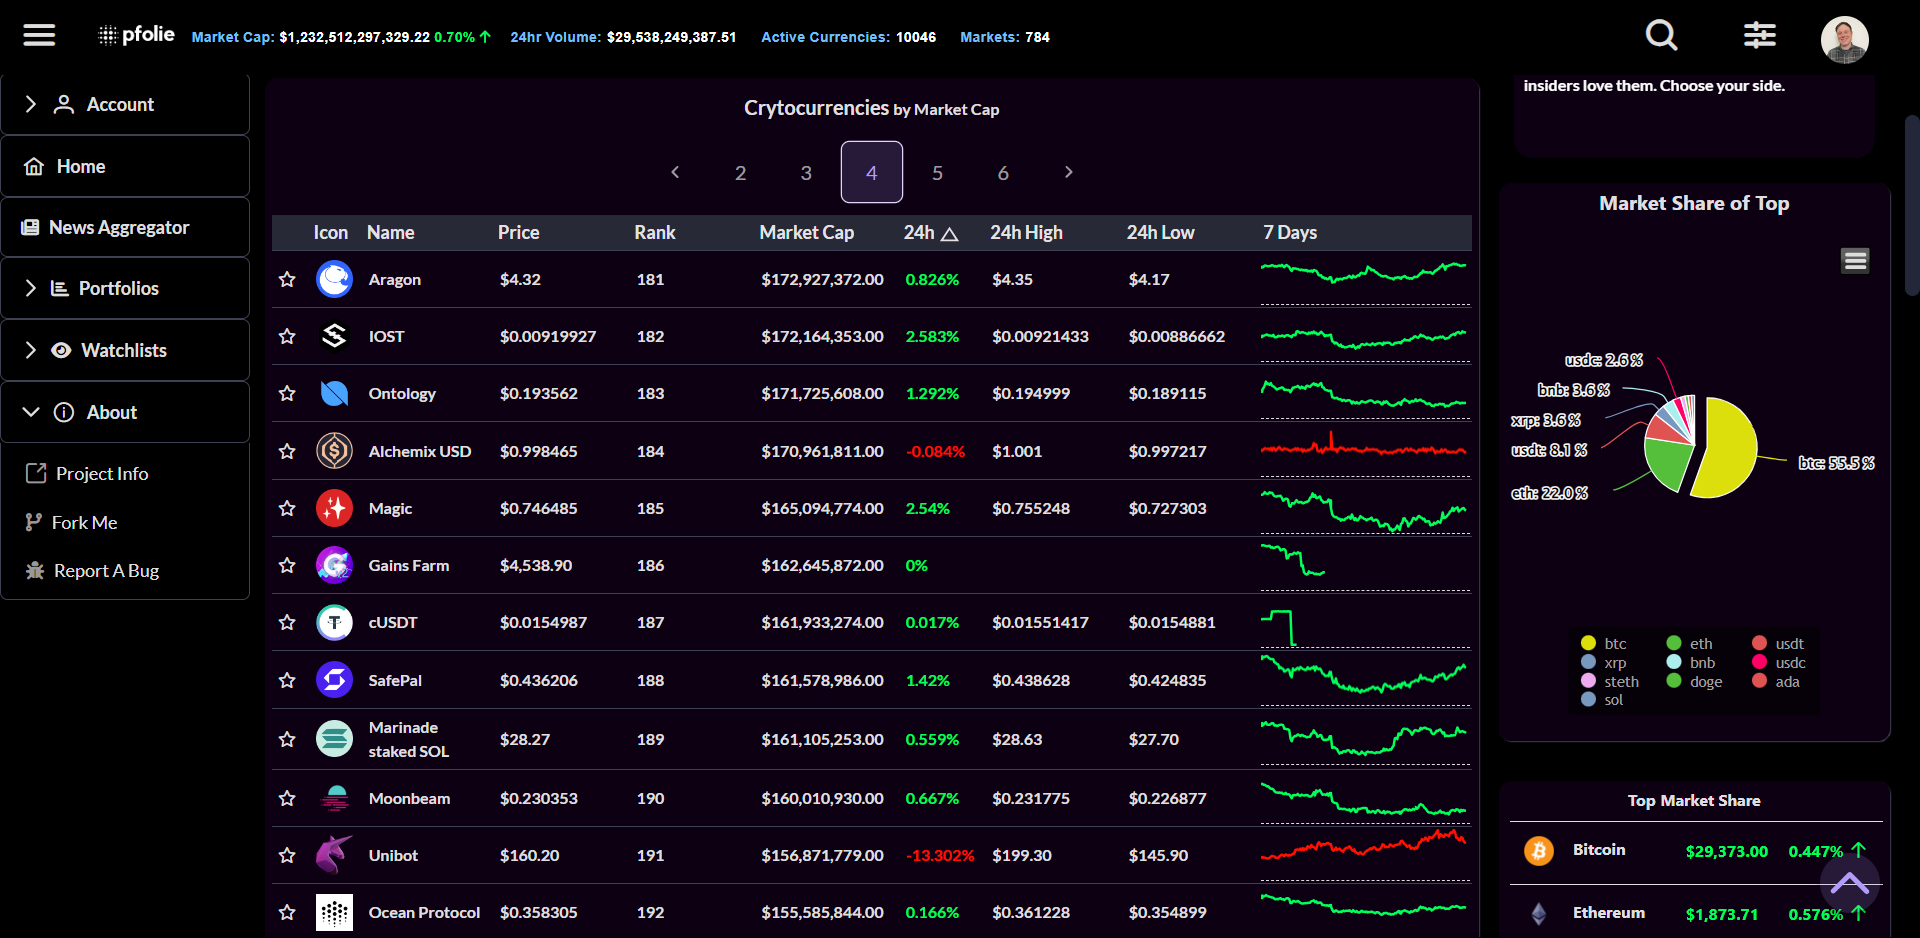 pfolie Market Cap: $1,232,512,297,329.22 0.70% 24hr Volume: $29,538,249,387.51 Active Currencies: 10046 Markets: 784
Account
Home
News Aggregator
Portfolios
Watchlists
About
Project Info
Fork Me
Report A Bug
Crytocurrencies by Market Cap
2 3 4 5 6
Icon Name Price Rank Market Cap 24h 24h High 24h Low 7 Days
Aragon $4.32 181 $172,927,372.00 0.826% $4.35 $4.17
IOST $0.00919927 182 $172,164,353.00 2.583% $0.00921433 $0.00886662
Ontology $0.193562 183 $171,725,608.00 1.292% $0.194999 $0.189115
Alchemix USD $0.998465 184 $170,961,811.00 -0.084% $1.001 $0.997217
Magic $0.746485 185 $165,094,774.00 2.54% $0.755248 $0.727303
Gains Farm $4,538.90 186 $162,645,872.00 0%
cUSDT $0.0154987 187 $161,933,274.00 0.017% $0.01551417 $0.0154881
SafePal $0.436206 188 $161,578,986.00 1.42% $0.438628 $0.424835
Marinade
staked SOL $28.27 189 $161,105,253.00 0.559% $28.63 $27.70
Moonbeam $0.230353 190 $160,010,930.00 0.667% $0.231775 $0.226877
Unibot $160.20 191 $156,871,779.00 -13.302% $199.30 $145.90
Ocean Protocol $0.358305 192 $155,585,844.00 0.166% $0.361228 $0.354899
insiders love them. Choose your side.
Market Share of Top
usdc: 2.6 %
bnb: 3.6 %
xrp: 3.6 %
usdt: 8.1 %
eth: 22.0 %
btc: 55.5 %
btc eth usdt
xrp bnb usdc
steth doge ada
sol
Top Market Share
Bitcoin $29,373.00 0.447%
Ethereum $1,873.71 0.576%